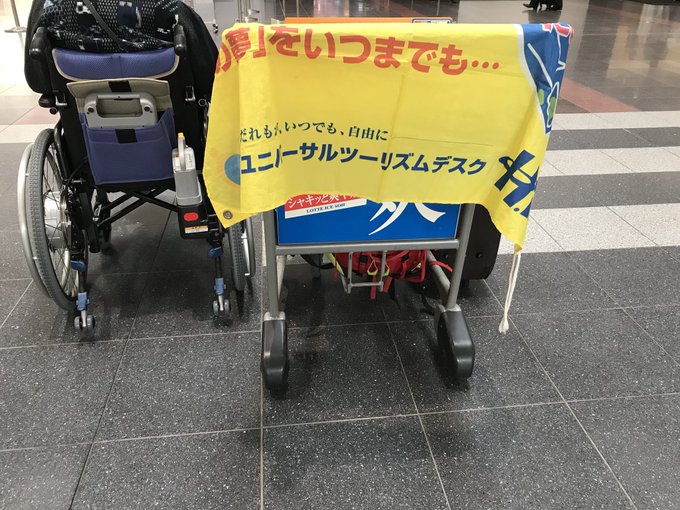 夢」をいつまでも…
だれもが、いつでも、自由に
ユニバーサルツーリズムデスク
H.
シャキッと爽
LOTTE ICE SOH
爽